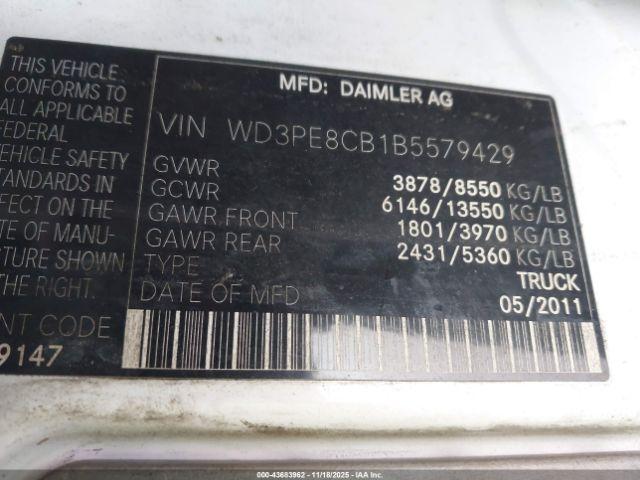 THIS VEHICLE
CONFORMS TO
ALL APPLICABLE
FEDERAL
VEHICLE SAFETY
STANDARDS IN
EFFECT ON THE
DATE OF MANU-
TURE SHOWN
THE RIGHT.
NT CODE
9147
MFD: DAIMLER AG
VIN WD3PE8CB1B5579429
GVWR 3878/8550 KG/LB
GCWR 6146/13550 KG/LB
GAWR FRONT 1801/3970 KG/LB
GAWR REAR 2431/5360 KG/LB
TYPE TRUCK
DATE OF MFD 05/2011
000-43683962 - 11/18/2025 - IAA Inc.